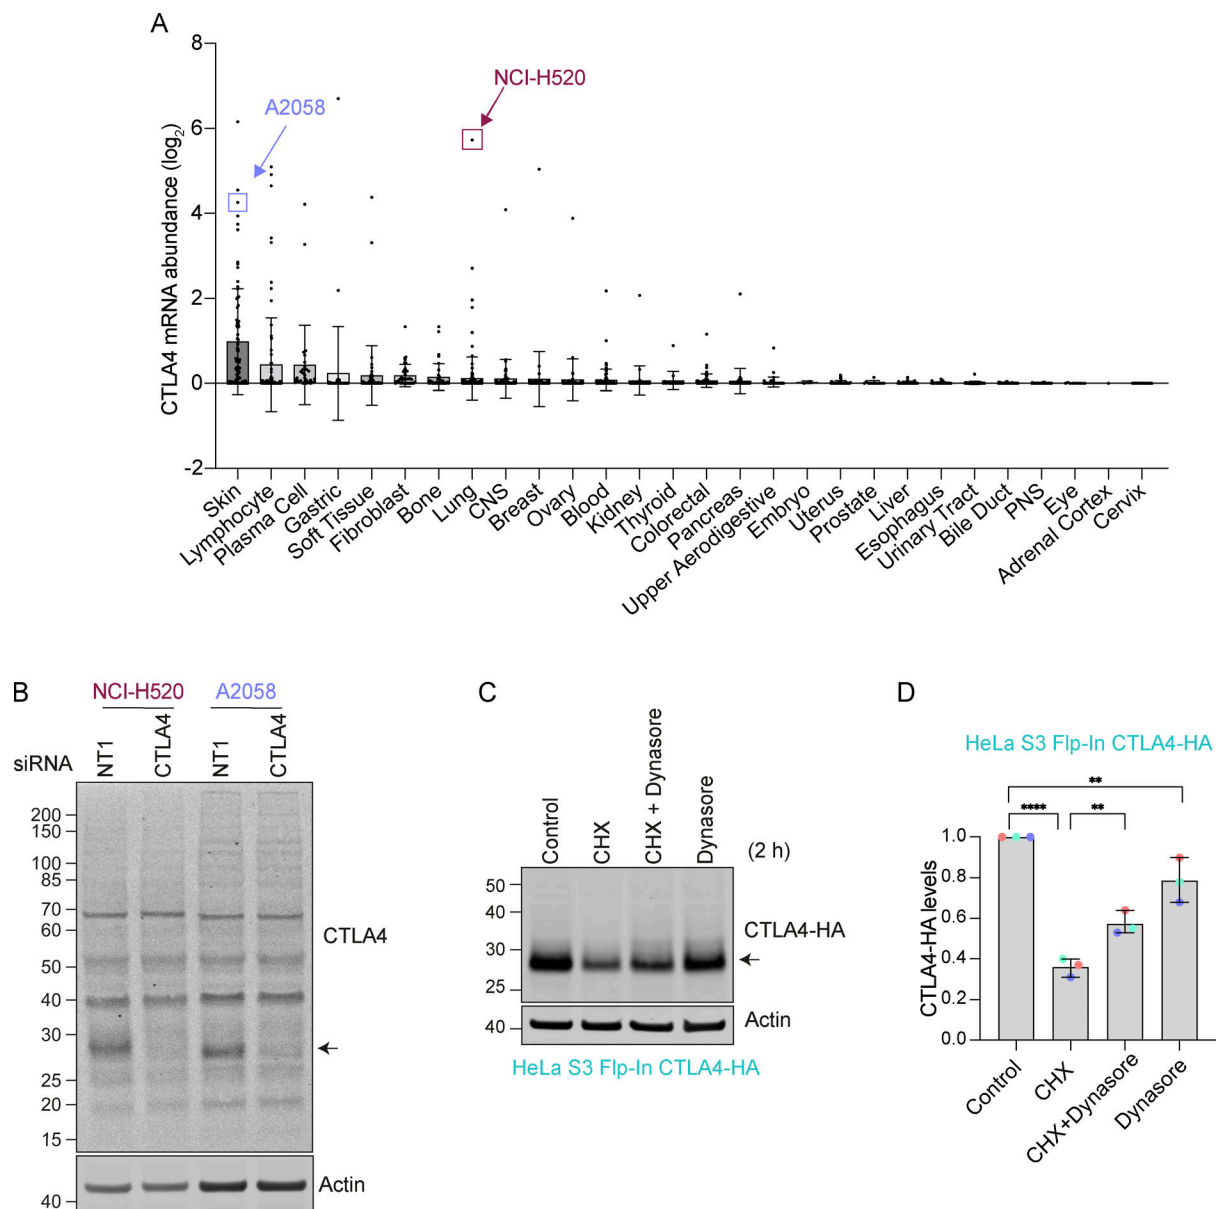 A
CTLA4 mRNA abundance (log2)
8
6
4
2
0
-2
A2058
NCI-H520
Skin
Lymphocyte
Plasma Cell
Gastric
Soft Tissue
Fibroblast
Bone
Lung
CNS
Breast
Ovary
Blood
Kidney
Thyroid
Colorectal
Pancreas
Upper Aerodigestive
Embryo
Uterus
Prostate
Liver
Esophagus
Urinary Tract
Bile Duct
PNS
Eye
Adrenal Cortex
Cervix
B
NCI-H520 A2058
siRNA NT1 CTLA4 NT1 CTLA4
200
150
100
85
70
60
50
40
30
25
20
15
CTLA4
40
Actin
C
Control CHX CHX + Dynasore Dynasore (2 h)
50
40
30
25
CTLA4-HA
40
Actin
HeLa S3 Flp-In CTLA4-HA
D
HeLa S3 Flp-In CTLA4-HA
**
**** **
CTLA4-HA levels
1.0
0.8
0.6
0.4
0.2
0.0
Control
CHX
CHX+Dynasore
Dynasore